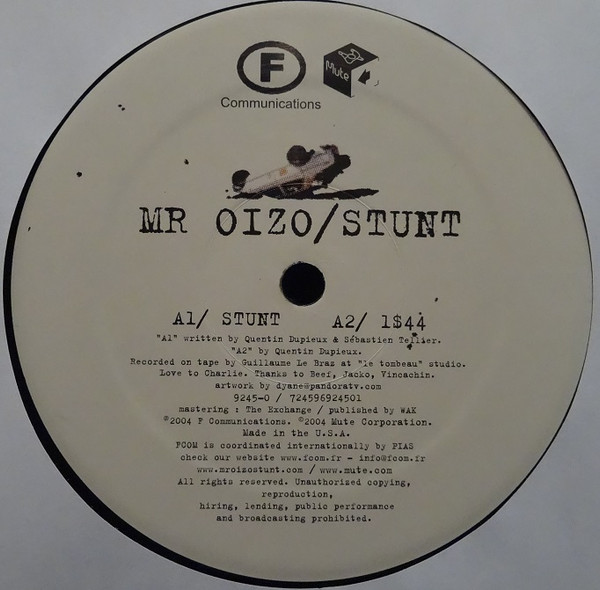 F
Mute
Communications
MR OIZO/STUNT
A1/ STUNT A2/ 1$44
"A1" written by Quentin Dupieux & Sébastien Tellier.
"A2" by Quentin Dupieux.
Recorded on tape by Guillaume Le Braz at "le tombeau" studio.
Love to Charlie. Thanks to Beef, Jacko, Vincachin.
artwork by dyane@pandoratv.com
9245-0 / 724596924501
mastering : The Exchange / published by WAK
©2004 F Communications. ©2004 Mute Corporation.
Made in the U.S.A.
FCOM is coordinated internationally by PIAS
check our website www.fcom.fr - info@fcom.fr
www.mroizostunt.com / www.mute.com
All rights reserved. Unauthorized copying,
reproduction,
hiring, lending, public performance
and broadcasting prohibited.